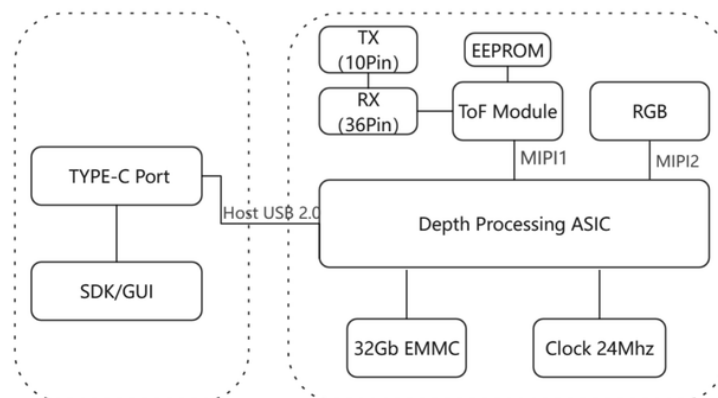 TX
(10Pin)
EEPROM
RX
(36Pin)
ToF Module
RGB
MIPI1
MIPI2
TYPE-C Port
Host USB 2.0
Depth Processing ASIC
SDK/GUI
32Gb EMMC
Clock 24Mhz